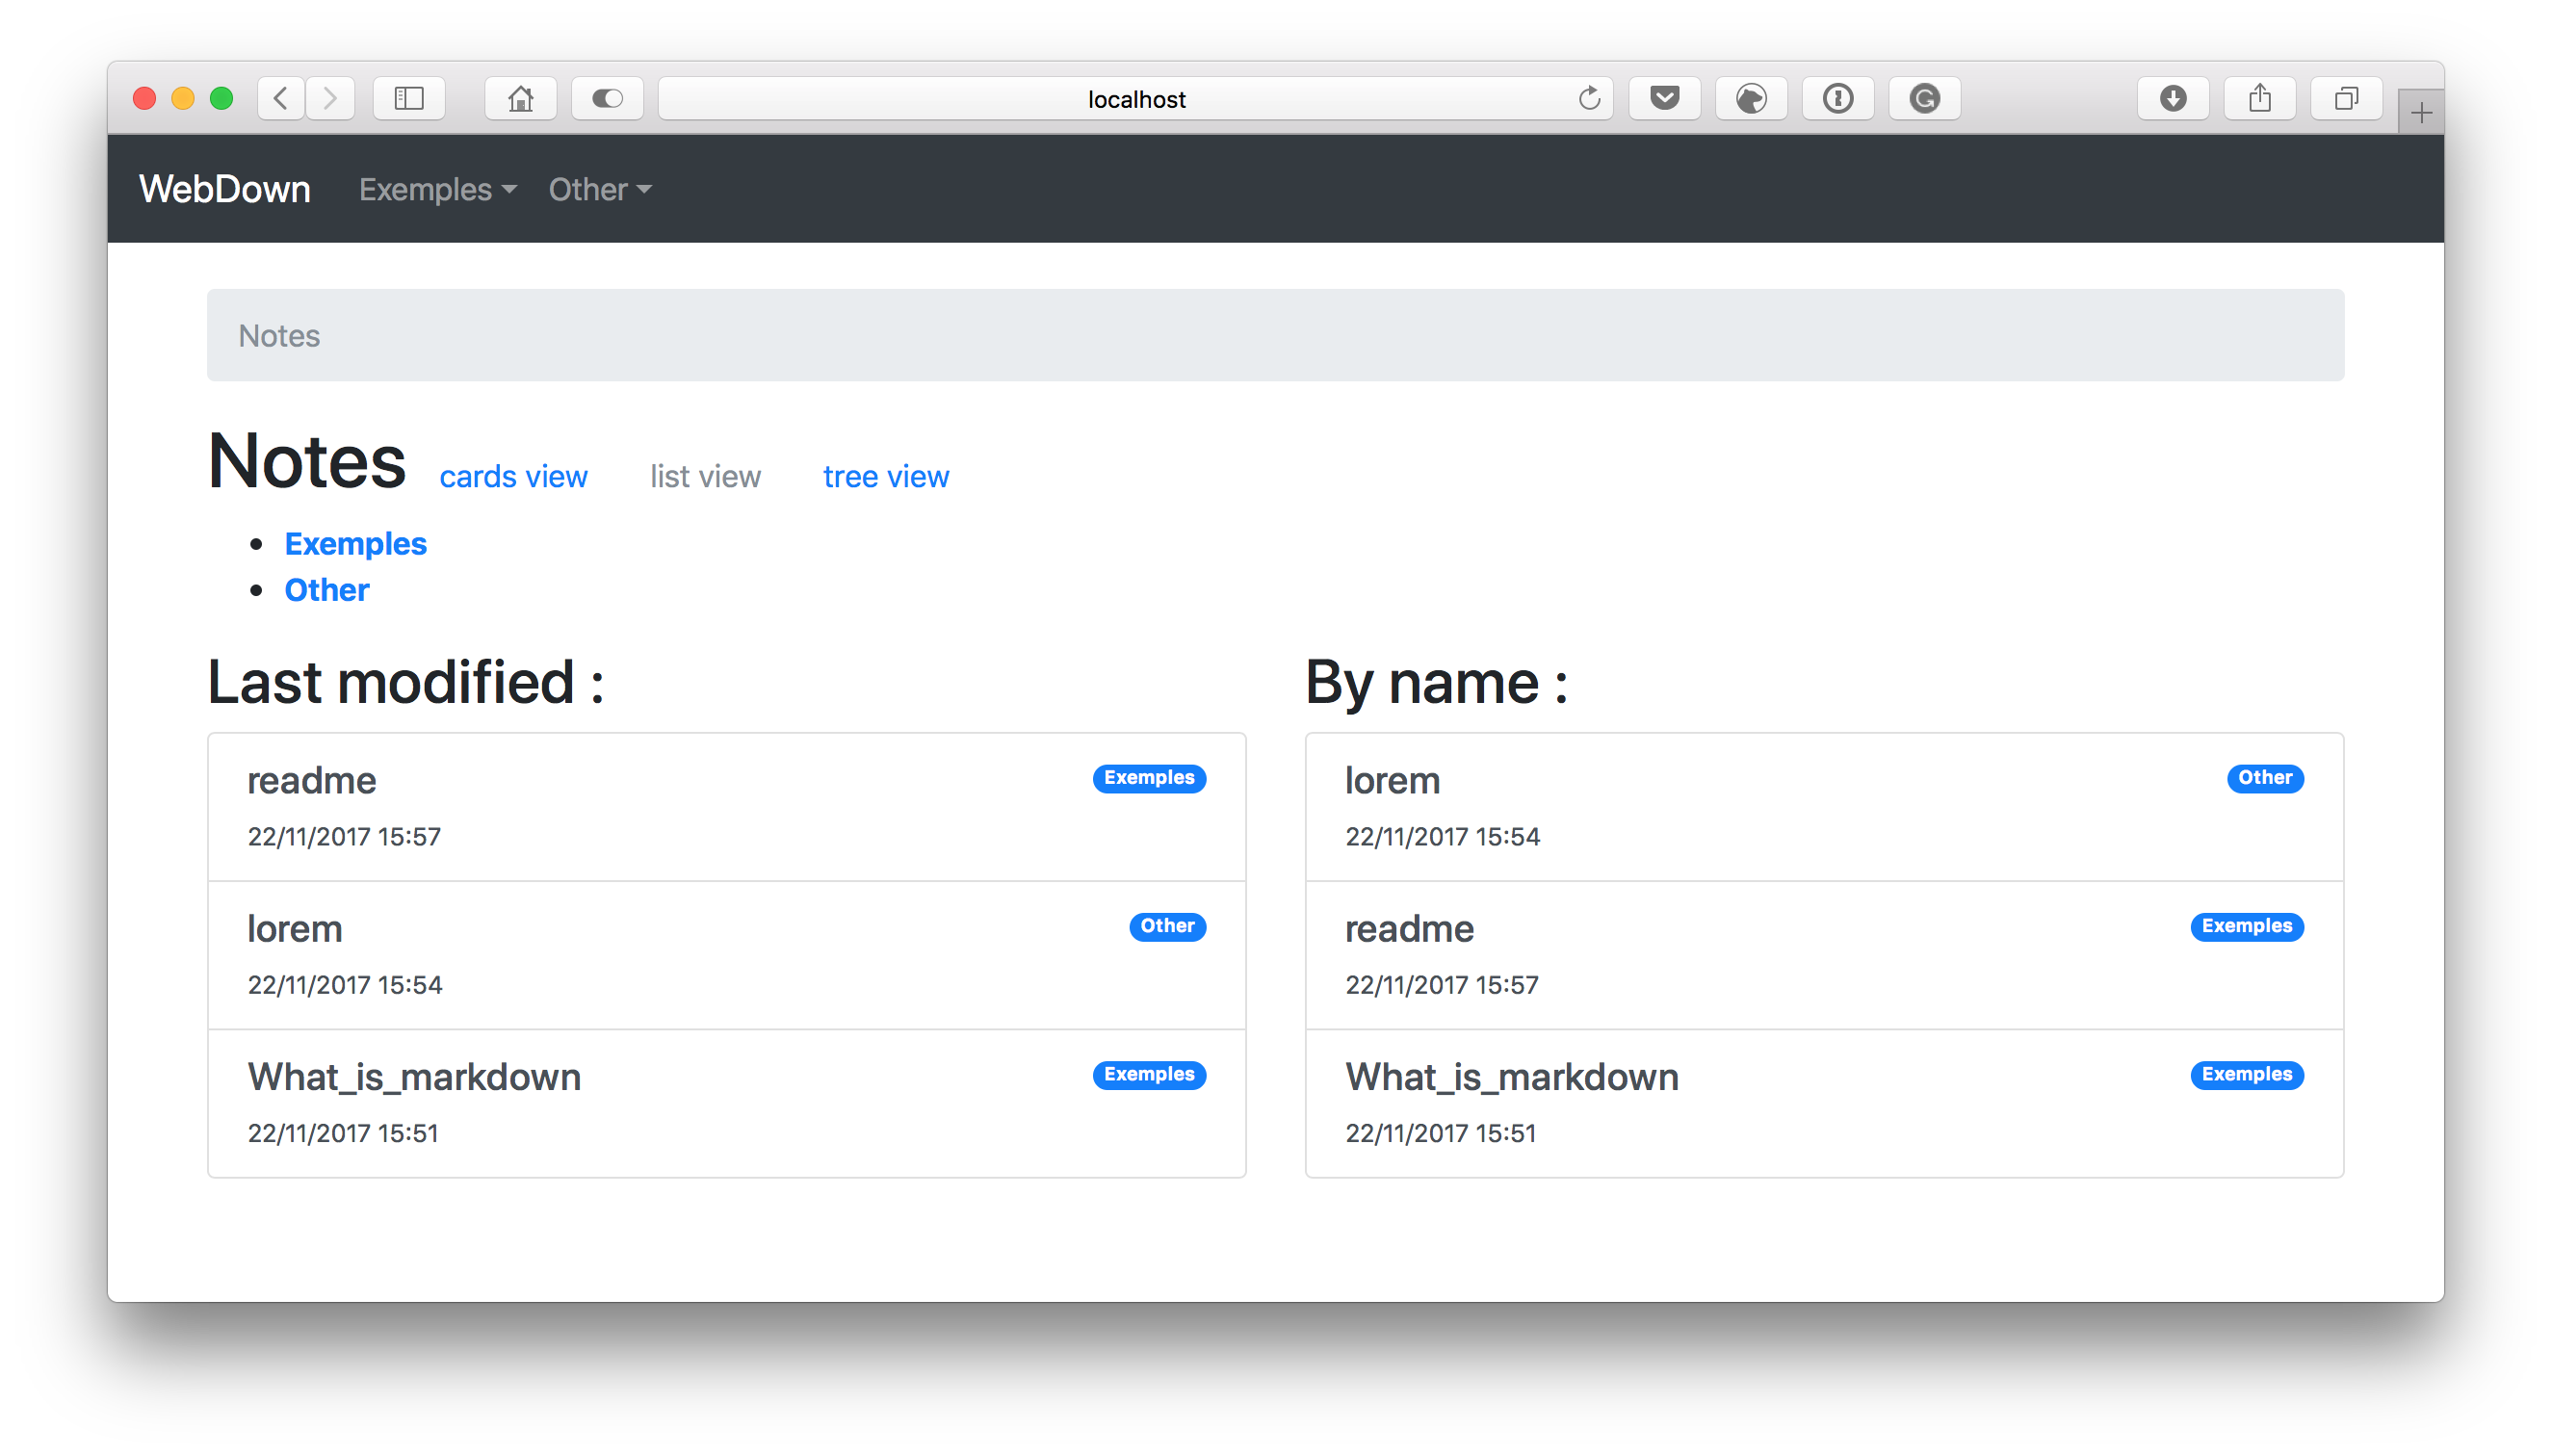 localhost
WebDown Exemples Other
Notes
Notes cards view list view tree view
Exemples
Other
Last modified :
readme Exemples
22/11/2017 15:57
lorem Other
22/11/2017 15:54
What_is_markdown Exemples
22/11/2017 15:51
By name :
lorem Other
22/11/2017 15:54
readme Exemples
22/11/2017 15:57
What_is_markdown Exemples
22/11/2017 15:51